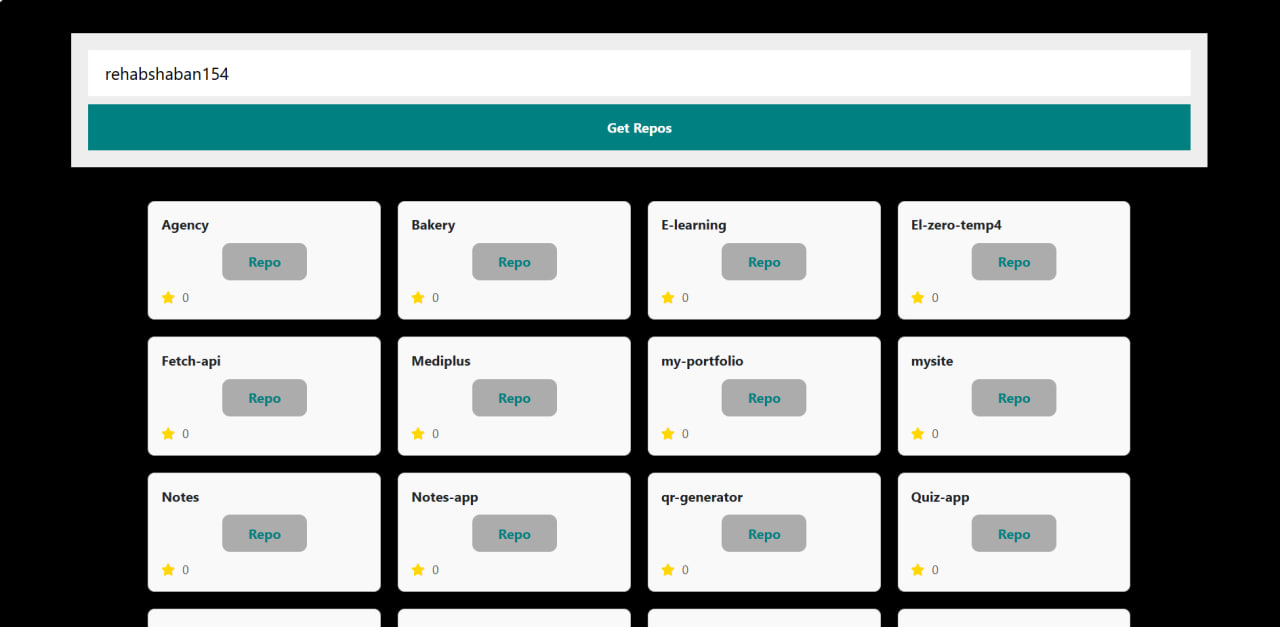 rehabshaban154
Get Repos
Agency Bakery E-learning El-zero-temp4
Repo Repo Repo Repo
0 0 0 0
Fetch-api Mediplus my-portfolio mysite
Repo Repo Repo Repo
0 0 0 0
Notes Notes-app qr-generator Quiz-app
Repo Repo Repo Repo
0 0 0 0